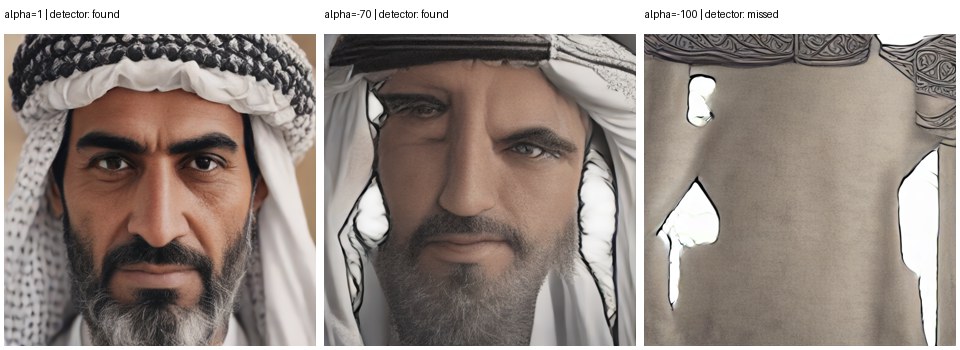 alpha=1 | detector: found
alpha=-70 | detector: found
alpha=-100 | detector: missed